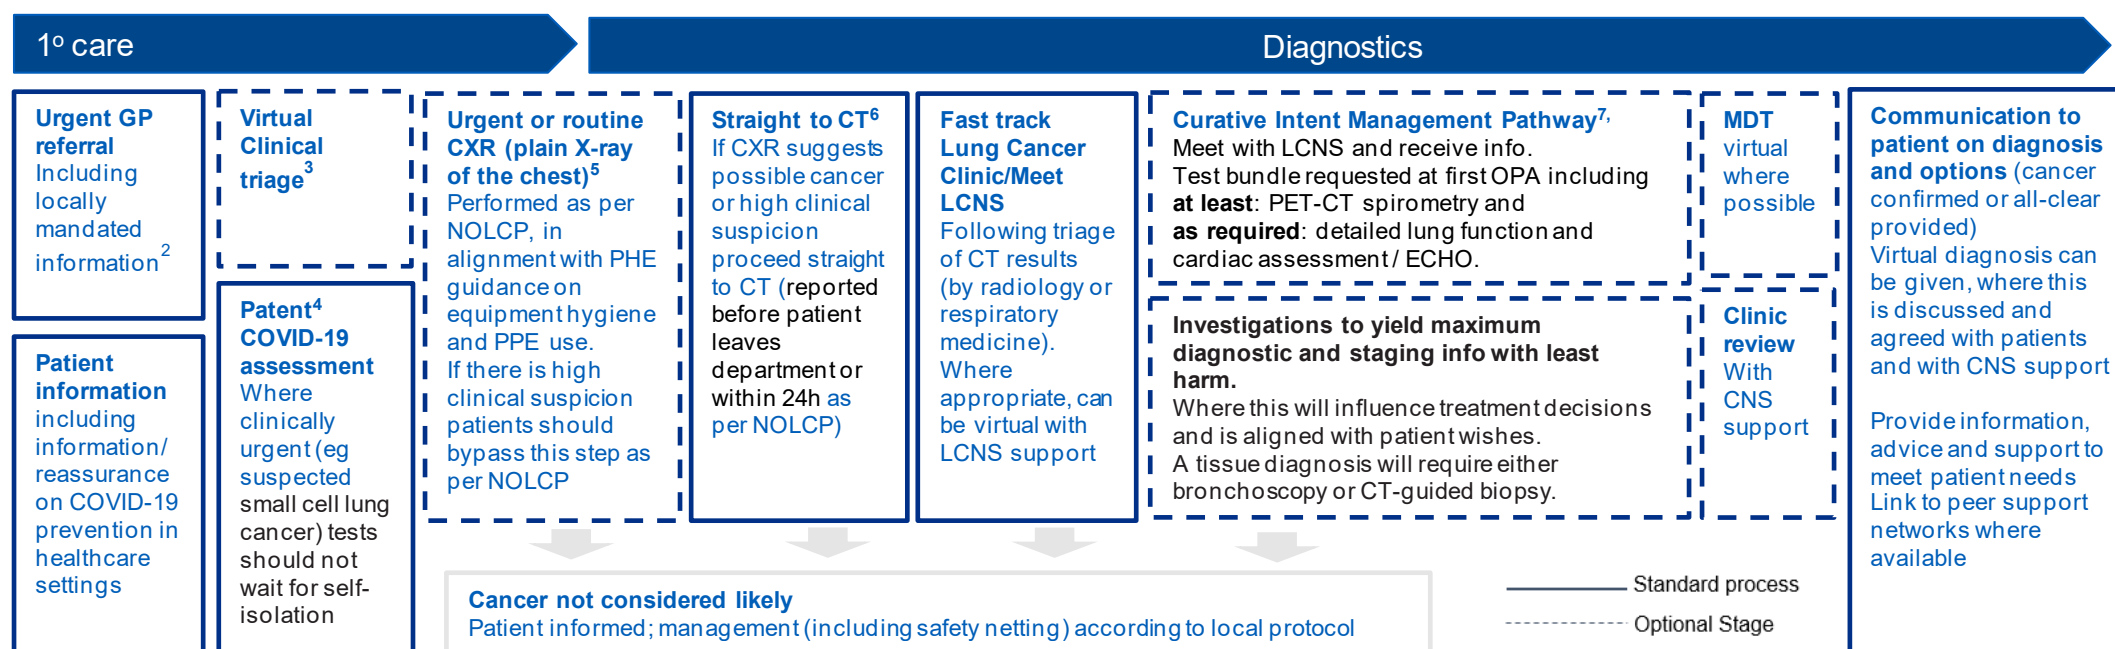 1º care
Diagnostics
Urgent GP
referral
Including
locally
mandated
information2
Patient
information
including
information/
reassurance
on COVID-19
prevention in
healthcare
settings
Virtual
Clinical
triage3
Patent4
COVID-19
assessment
Where
clinically
urgent (eg
suspected
small cell lung
cancer) tests
should not
wait for self-
isolation
Urgent or routine
CXR (plain X-ray
of the chest)5
Performed as per
NOLCP, in
alignment with PHE
guidance on
equipment hygiene
and PPE use.
If there is high
clinical suspicion
patients should
bypass this step as
per NOLCP
Straight to CT6
If CXR suggests
possible cancer
or high clinical
suspicion
proceed straight
to CT (reported
before patient
leaves
department or
within 24h as
per NOLCP)
Fast track
Lung Cancer
Clinic/Meet
LCNS
Following triage
of CT results
(by radiology or
respiratory
medicine).
Where
appropriate, can
be virtual with
LCNS support
Curative Intent Management Pathway7,
Meet with LCNS and receive info.
Test bundle requested at first OPA including
at least: PET-CT spirometry and
as required: detailed lung function and
cardiac assessment / ECHO.
Investigations to yield maximum
diagnostic and staging info with least
harm.
Where this will influence treatment decisions
and is aligned with patient wishes.
A tissue diagnosis will require either
bronchoscopy or CT-guided biopsy.
MDT
virtual
where
possible
Clinic
review
With
CNS
support
Communication to
patient on diagnosis
and options (cancer
confirmed or all-clear
provided)
Virtual diagnosis can
be given, where this
is discussed and
agreed with patients
and with CNS support
Provide information,
advice and support to
meet patient needs
Link to peer support
networks where
available
Cancer not considered likely
Patient informed; management (including safety netting) according to local protocol
Standard process
Optional Stage